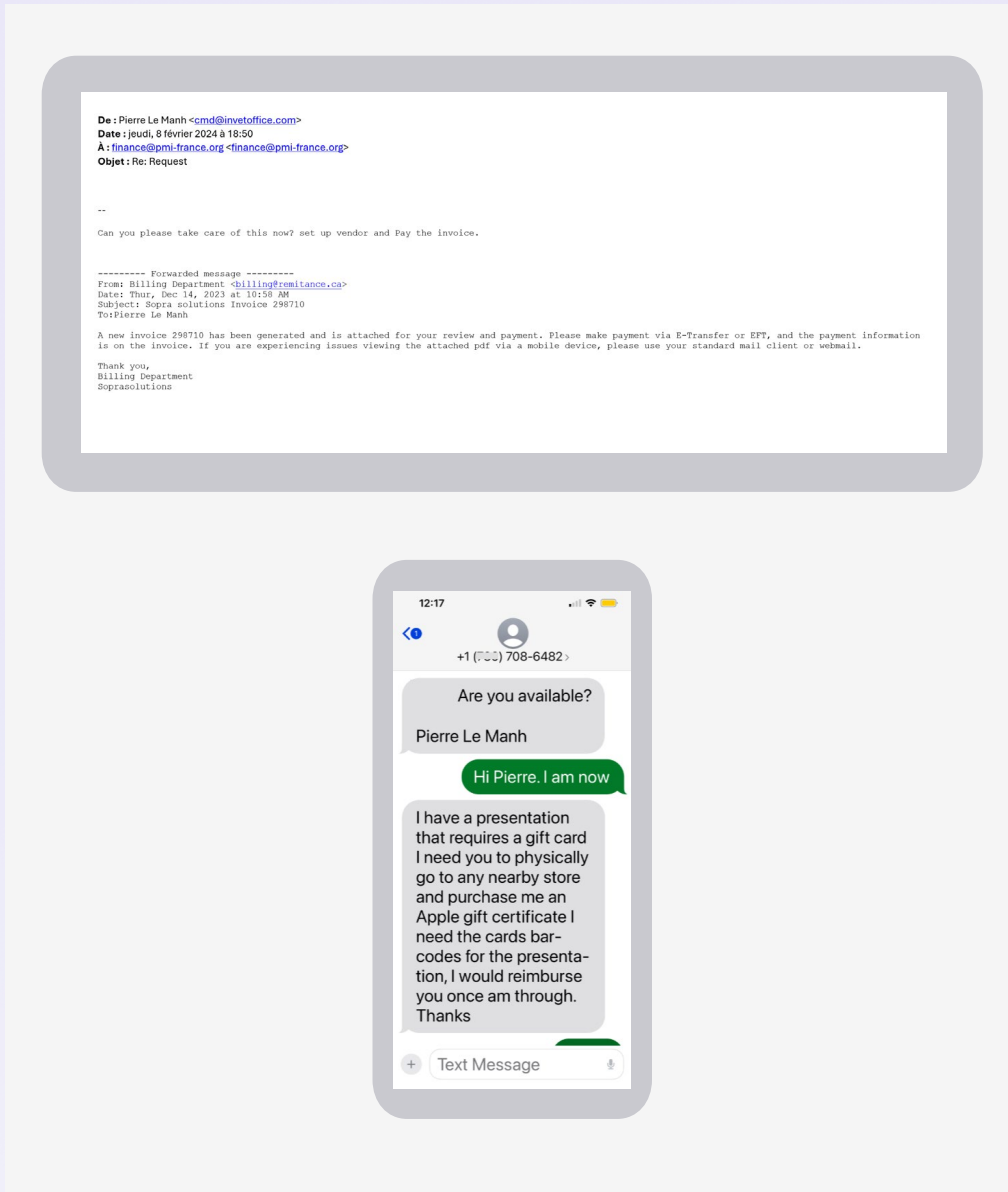 De : Pierre Le Manh <cmd@invetoffice.com>
Date : jeudi, 8 février 2024 à 18:50
À : finance@pmi-france.org <finance@pmi-france.org>
Objet : Re: Request
--
Can you please take care of this now? set up vendor and Pay the invoice.
--------- Forwarded message ---------
From: Billing Department <billing@remitance.ca>
Date: Thur, Dec 14, 2023 at 10:58 AM
Subject: Sopra solutions Invoice 298710
To:Pierre Le Manh
A new invoice 298710 has been generated and is attached for your review and payment. Please make payment via E-Transfer or EFT, and the payment information
is on the invoice. If you are experiencing issues viewing the attached pdf via a mobile device, please use your standard mail client or webmail.
Thank you,
Billing Department
Soprasolutions
12:17
1
+1 ( ) 708-6482 >
Are you available?
Pierre Le Manh
Hi Pierre. I am now
I have a presentation
that requires a gift card
I need you to physically
go to any nearby store
and purchase me an
Apple gift certificate I
need the cards bar-
codes for the presenta-
tion, I would reimburse
you once am through.
Thanks
+ Text Message